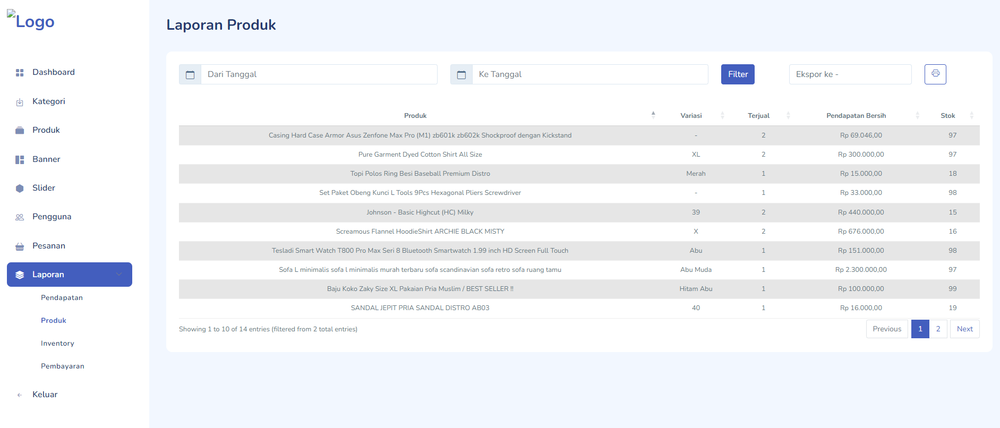 Logo
Dashboard
Kategori
Produk
Banner
Slider
Pengguna
Pesanan
Laporan
Pendapatan
Produk
Inventory
Pembayaran
Keluar
Laporan Produk
Dari Tanggal Ke Tanggal Filter Ekspor ke -
Produk Variasi Terjual Pendapatan Bersih Stok
Casing Hard Case Armor Asus Zenfone Max Pro (M1) zb601k zb602k Shockproof dengan Kickstand - 2 Rp 69.046,00 97
Pure Garment Dyed Cotton Shirt All Size XL 2 Rp 300.000,00 97
Topi Polos Ring Besi Baseball Premium Distro Merah 1 Rp 15.000,00 18
Set Paket Obeng Kunci L Tools 9Pcs Hexagonal Pliers Screwdriver - 1 Rp 33.000,00 98
Johnson - Basic Highcut (HC) Milky 39 2 Rp 440.000,00 15
Screamous Flannel HoodieShirt ARCHIE BLACK MISTY X 2 Rp 676.000,00 16
Tesladi Smart Watch T800 Pro Max Seri 8 Bluetooth Smartwatch 1.99 inch HD Screen Full Touch Abu 1 Rp 151.000,00 98
Sofa L minimalis sofa l minimalis murah terbaru sofa scandinavian sofa retro sofa ruang tamu Abu Muda 1 Rp 2.300.000,00 97
Baju Koko Zaky Size XL Pakaian Pria Muslim / BEST SELLER !! Hitam Abu 1 Rp 100.000,00 99
SANDAL JEPIT PRIA SANDAL DISTRO AB03 40 1 Rp 16.000,00 19
Showing 1 to 10 of 14 entries (filtered from 2 total entries) Previous 1 2 Next